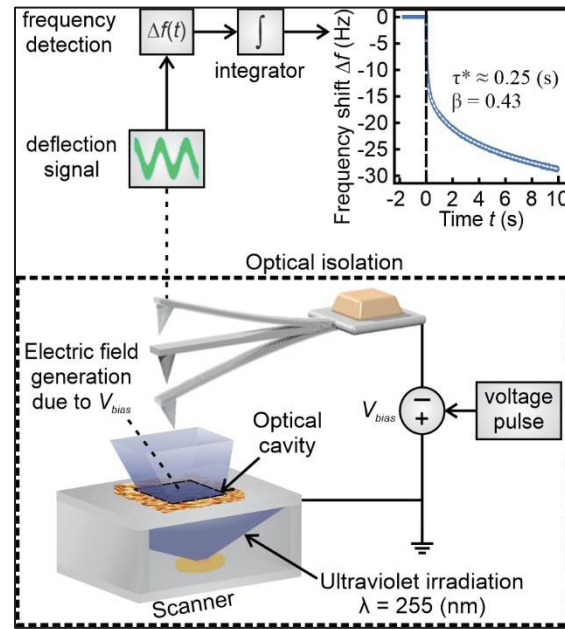 frequency
detection
Δf(t)
∫
integrator
deflection
signal
Frequency shift Δf (Hz)
0
-5
-10
-15
-20
-25
-30
τ* ≈ 0.25 (s)
β = 0.43
-2 0 2 4 6 8 10
Time t (s)
Optical isolation
Electric field
generation
due to Vbias
Optical
cavity
Vbias
−
+
voltage
pulse
Ultraviolet irradiation
λ = 255 (nm)
Scanner